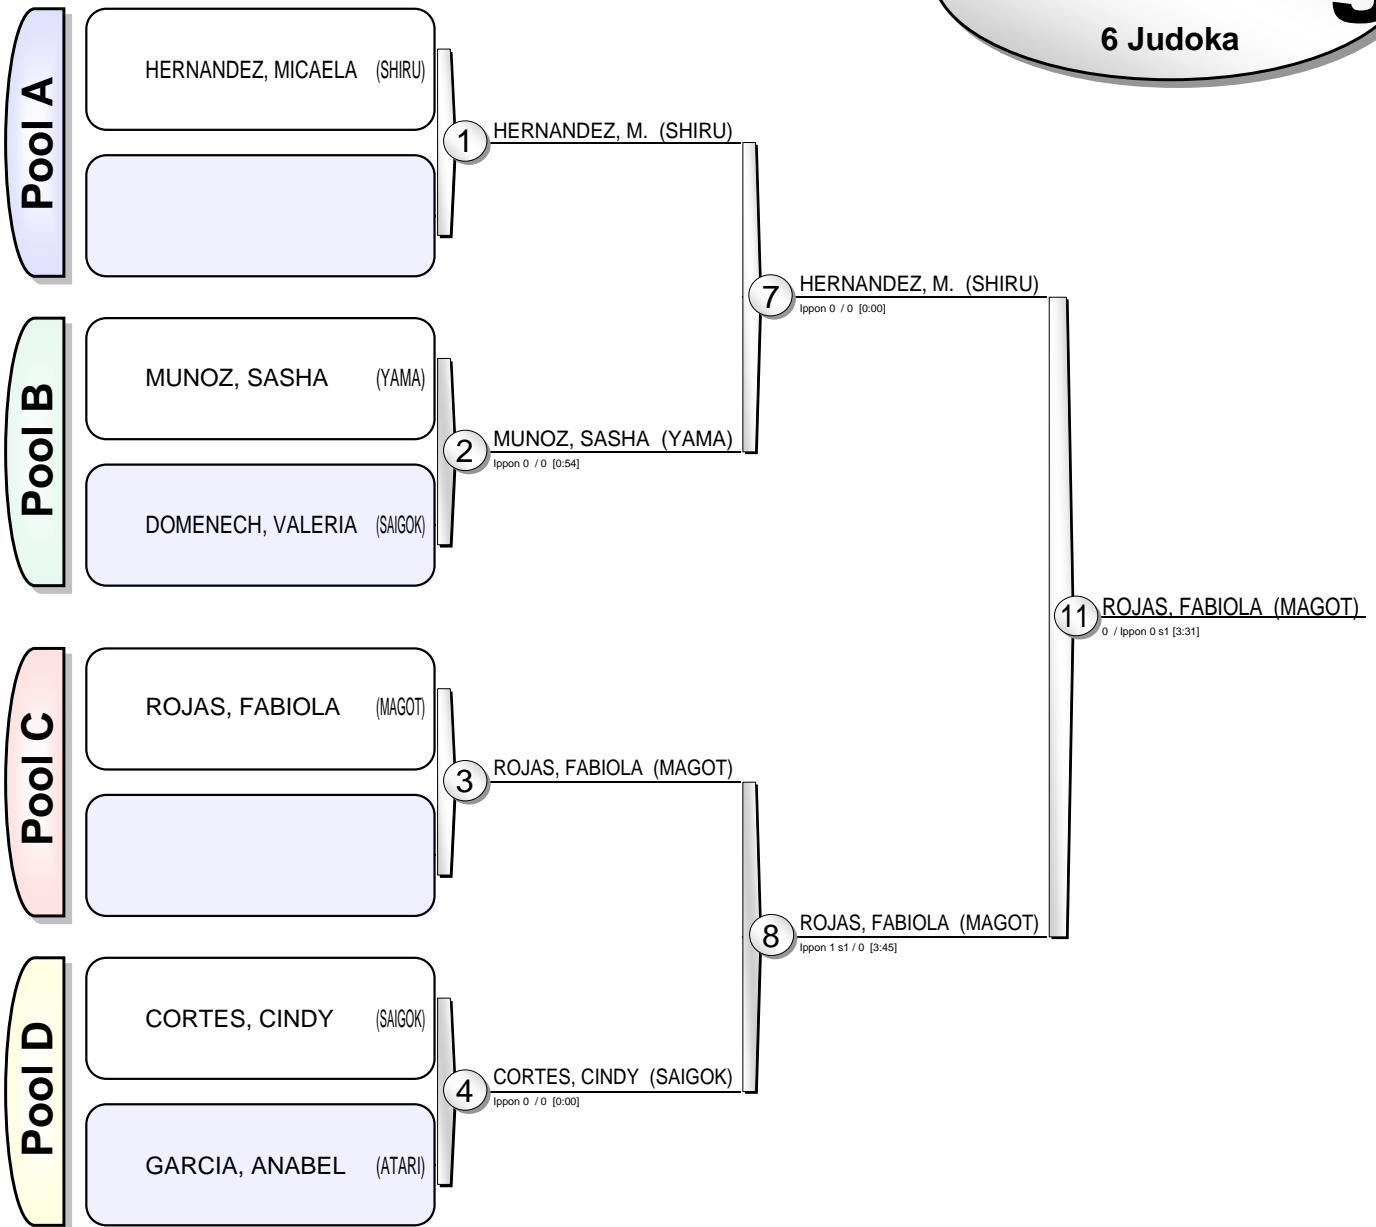 6 Judoka
Pool A
HERNANDEZ, MICAELA (SHIRU)
1 HERNANDEZ, M. (SHIRU)
7 HERNANDEZ, M. (SHIRU)
Ippon 0 / 0 [0:00]
Pool B
MUNOZ, SASHA (YAMA)
2 MUNOZ, SASHA (YAMA)
Ippon 0 / 0 [0:54]
DOMENECH, VALERIA (SAIGOK)
11 ROJAS, FABIOLA (MAGOT)
0 / Ippon 0 s1 [3:31]
Pool C
ROJAS, FABIOLA (MAGOT)
3 ROJAS, FABIOLA (MAGOT)
8 ROJAS, FABIOLA (MAGOT)
Ippon 1 s1 / 0 [3:45]
Pool D
CORTES, CINDY (SAIGOK)
4 CORTES, CINDY (SAIGOK)
Ippon 0 / 0 [0:00]
GARCIA, ANABEL (ATARI)